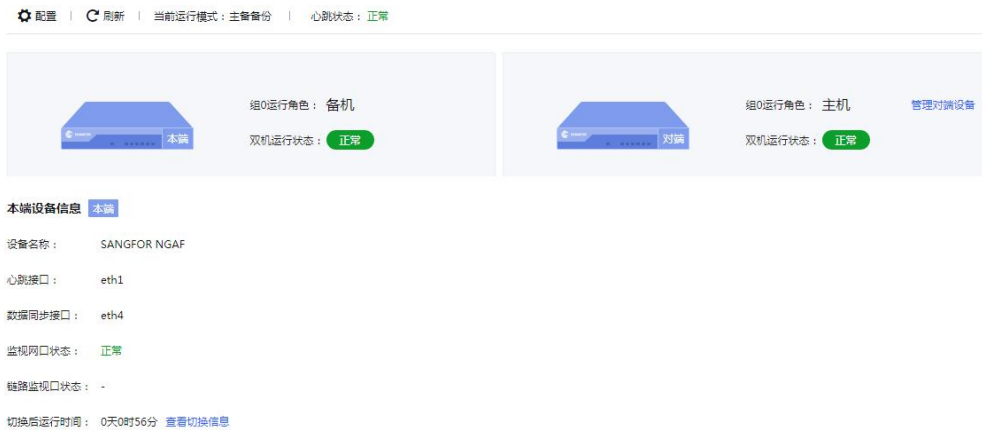 配置 | 刷新 | 当前运行模式：主备备份 | 心跳状态：正常
组0运行角色： 备机
双机运行状态： 正常
本端
组0运行角色： 主机 管理对端设备
双机运行状态： 正常
对端
本端设备信息 本端
设备名称： SANGFOR NGAF
心跳接口： eth1
数据同步接口： eth4
监视网口状态： 正常
链路监视口状态： -
切换后运行时间： 0天0时56分 查看切换信息